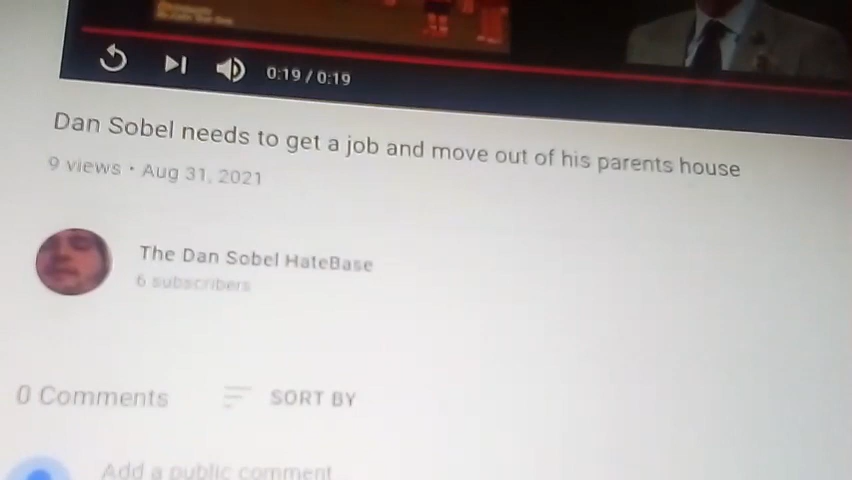 0:19 / 0:19
Dan Sobel needs to get a job and move out of his parents house
9 views • Aug 31, 2021
The Dan Sobel HateBase
6 subscribers
0 Comments
SORT BY
Add a public comment